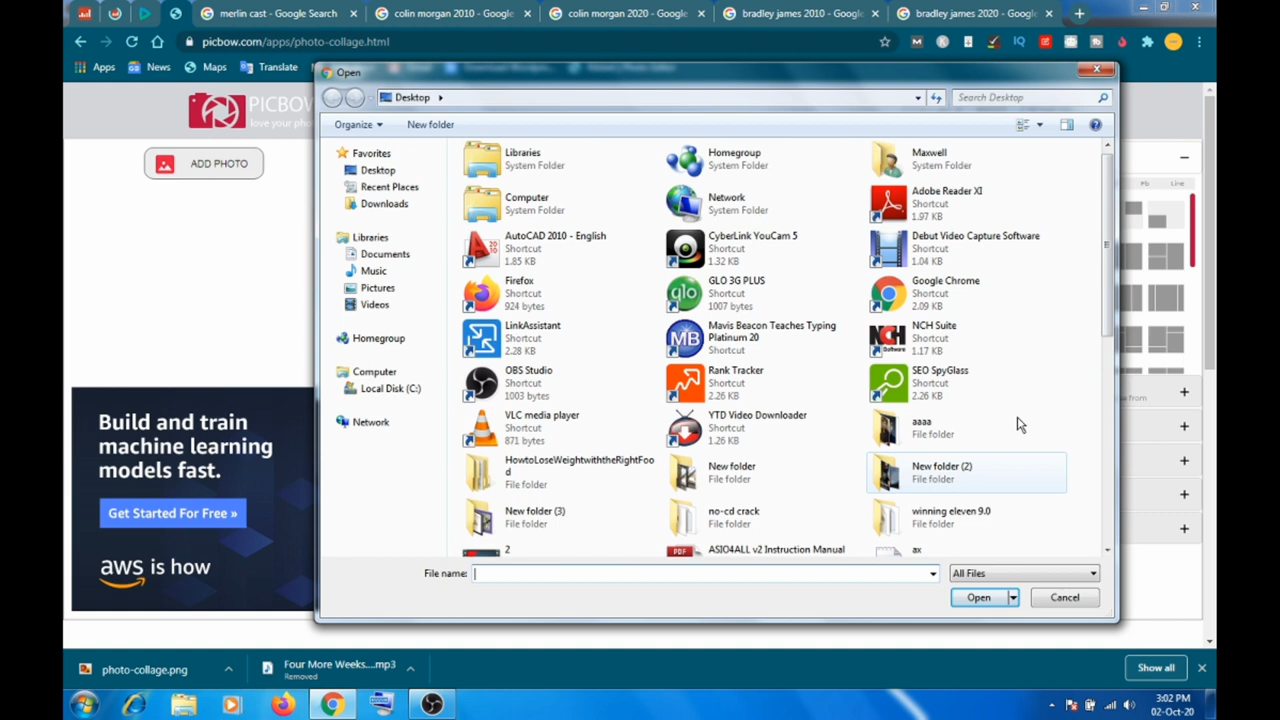 merlin cast - Google Search
colin morgan 2010 - Google
colin morgan 2020 - Google
bradley james 2010 - Google
bradley james 2020 - Google
picbow.com/apps/photo-collage.html
Apps
News
Maps
Translate
PICBOW
love your pho
ADD PHOTO
Build and train
machine learning
models fast.
Get Started For Free »
aws is how
Open
Desktop
Search Desktop
Organize
New folder
Favorites
Desktop
Recent Places
Downloads
Libraries
Documents
Music
Pictures
Videos
Homegroup
Computer
Local Disk (C:)
Network
Libraries
System Folder
Homegroup
System Folder
Maxwell
System Folder
Computer
System Folder
Network
System Folder
Adobe Reader XI
Shortcut
1.97 KB
AutoCAD 2010 - English
Shortcut
1.85 KB
CyberLink YouCam 5
Shortcut
1.32 KB
Debut Video Capture Software
Shortcut
1.04 KB
Firefox
Shortcut
924 bytes
GLO 3G PLUS
Shortcut
1007 bytes
Google Chrome
Shortcut
2.09 KB
LinkAssistant
Shortcut
2.28 KB
Mavis Beacon Teaches Typing
Platinum 20
Shortcut
NCH Suite
Shortcut
1.17 KB
OBS Studio
Shortcut
1003 bytes
Rank Tracker
Shortcut
2.26 KB
SEO SpyGlass
Shortcut
2.26 KB
VLC media player
Shortcut
871 bytes
YTD Video Downloader
Shortcut
1.26 KB
aaaa
File folder
HowtoLoseWeightwiththeRightFoo
d
File folder
New folder
File folder
New folder (2)
File folder
New folder (3)
File folder
no-cd crack
File folder
winning eleven 9.0
File folder
2
ASIO4ALL v2 Instruction Manual
ax
File name:
All Files
Open
Cancel
Pic
Line
photo-collage.png
Four More Weeks....mp3
Removed
Show all
3:02 PM
02-Oct-20